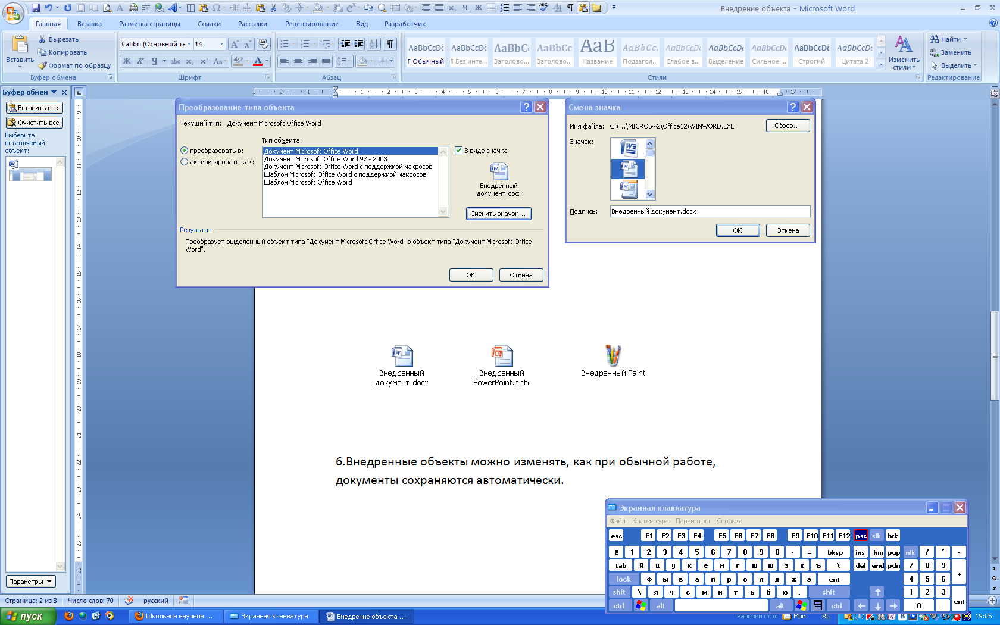 Внедрение объекта - Microsoft Word
Главная
Вставка
Разметка страницы
Ссылки
Рассылки
Рецензирование
Вид
Разработчик
Вставить
Вырезать
Копировать
Формат по образцу
Буфер обмена
Calibri (Основной те
14
Шрифт
Абзац
AaBbCcDc
¶ Обычный
AaBbCcDc
¶ Без инте...
AaBbC
Заголово...
AaBbCc
Заголово...
AaB
Название
AaBbCc.
Подзагол...
AaBbCcDc
Слабое в...
AaBbCcDc
Выделение
AaBbCcDc
Сильное ...
AaBbCcDc
Строгий
AaBbCcDc
Цитата 2
Изменить стили
Стили
Найти
Заменить
Выделить
Редактирование
Буфер обмен
Вставить все
Очистить все
Выберите
вставляемый
объект:
Параметры
Преобразование типа объекта
Текущий тип: Документ Microsoft Office Word
Тип объекта:
преобразовать в:
активизировать как:
Документ Microsoft Office Word
Документ Microsoft Office Word 97 - 2003
Документ Microsoft Office Word с поддержкой макросов
Шаблон Microsoft Office Word с поддержкой макросов
Шаблон Microsoft Office Word
В виде значка
Внедренный
документ.docx
Сменить значок...
Результат
Преобразует выделенный объект типа "Документ Microsoft Office Word" в объект типа "Документ Microsoft Office
Word".
ОК
Отмена
Смена значка
Имя файла: C:\...\MICROS~2\Office12\WINWORD.EXE
Обзор...
Значок:
Подпись: Внедренный документ.docx
ОК
Отмена
Внедренный
документ.docx
Внедренный
PowerPoint.pptx
Внедренный Paint
6.Внедренные объекты можно изменять, как при обычной работе,
документы сохраняются автоматически.
Экранная клавиатура
Файл Клавиатура Параметры Справка
esc F1 F2 F3 F4 F5 F6 F7 F8 F9 F10 F11 F12 psc slk brk
ё 1 2 3 4 5 6 7 8 9 0 - = bksp ins hm pup nlk / * -
tab й ц у к е н г ш щ з х ъ \ del end pdn 7 8 9 +
lock ф ы в а п р о л д ж э ent 4 5 6
shft \ я ч с м и т ь б ю . shft 1 2 3 ent
ctrl alt alt ctrl 0 .
Страница: 2 из 3
Число слов: 70
русский
пуск
Школьное научное ...
Экранная клавиатура
Внедрение объекта ...
Рабочий стол
Мои
RL
19:05